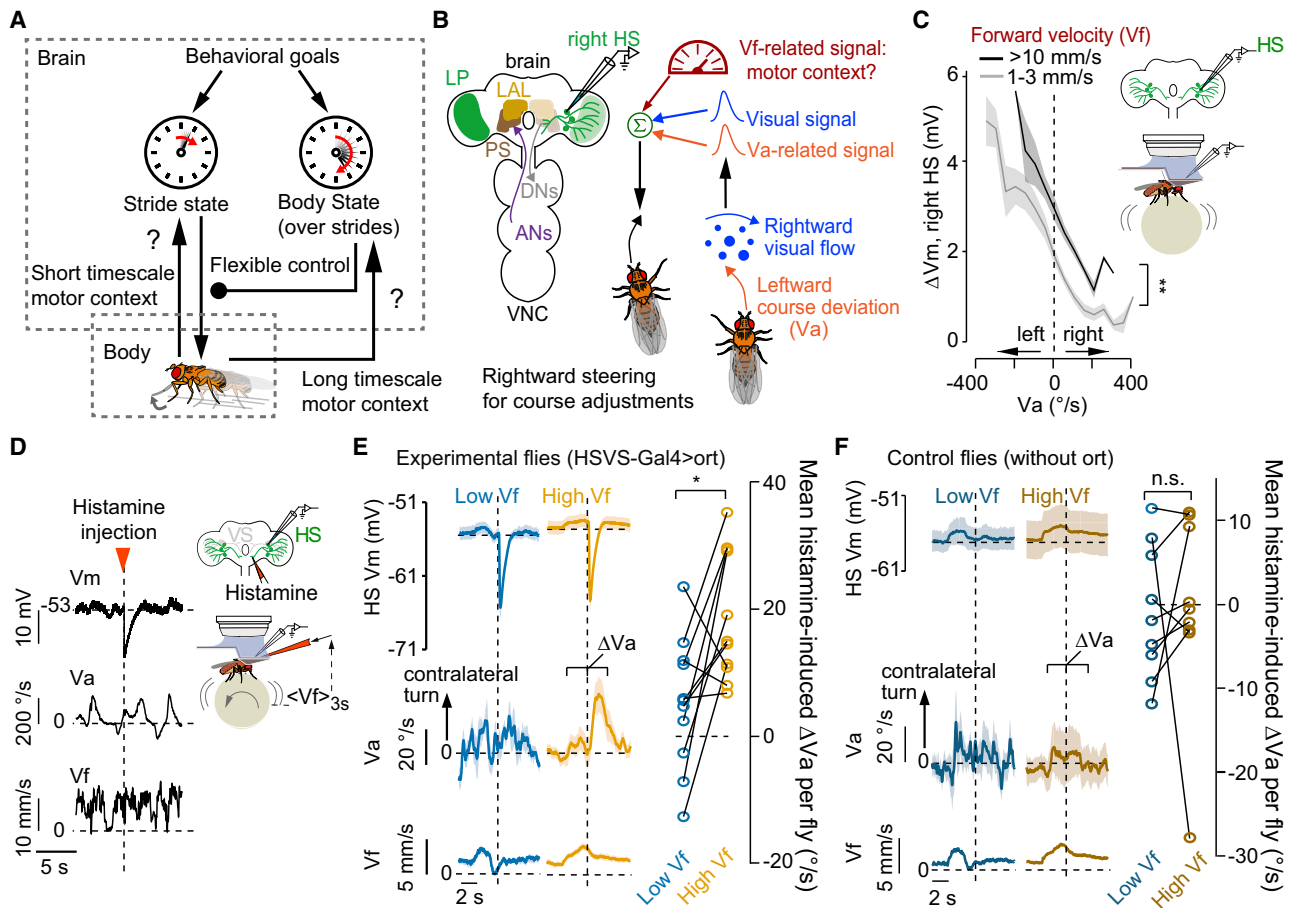 A
Brain
Behavioral goals
Stride state
Body State
(over strides)
?
Short timescale
motor context
Flexible control
?
Body
Long timescale
motor context
B
right HS
brain
LP
LAL
PS
DNs
ANs
VNC
Vf-related signal:
motor context?
Σ
Visual signal
Va-related signal
Rightward
visual flow
Leftward
course deviation
(Va)
Rightward steering
for course adjustments
C
Forward velocity (Vf)
>10 mm/s
1-3 mm/s
HS
ΔVm, right HS (mV)
6
4
2
0
**
left
right
-400
0
400
Va (°/s)
D
Histamine
injection
Vm
-53
10 mV
Va
200 °/s
0
Vf
10 mm/s
0
5 s
VS
HS
Histamine
<Vf>3s
E
Experimental flies (HSVS-Gal4>ort)
Low Vf
High Vf
HS Vm (mV)
-51
-61
-71
contralateral
turn
ΔVa
Va
20 °/s
0
Vf
5 mm/s
0
2 s
*
40
20
0
-20
Mean histamine-induced ΔVa per fly (°/s)
Low Vf
High Vf
F
Control flies (without ort)
Low Vf
High Vf
HS Vm (mV)
-51
-61
contralateral
turn
ΔVa
Va
20 °/s
0
Vf
5 mm/s
0
2 s
n.s.
10
0
-10
-20
-30
Mean histamine-induced ΔVa per fly (°/s)
Low Vf
High Vf